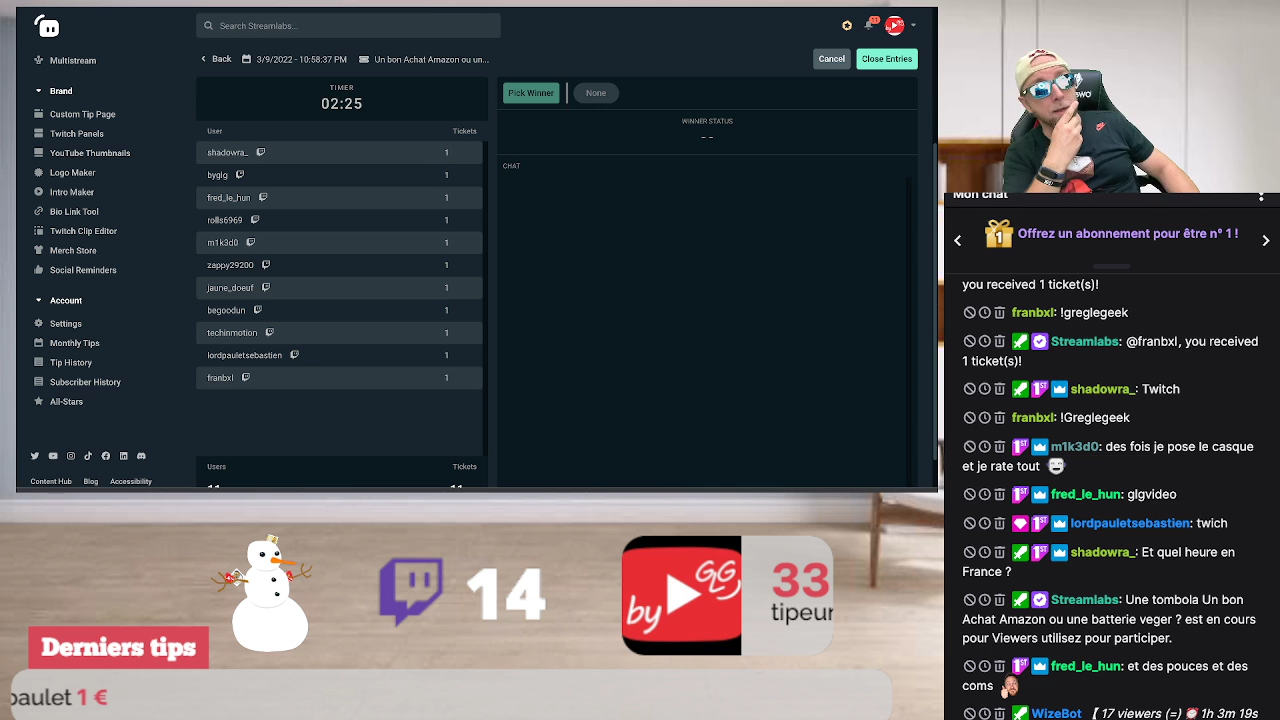 Search Streamlabs...
11
Multistream
Back
3/9/2022 - 10:58:37 PM
Un bon Achat Amazon ou un...
Cancel
Close Entries
Brand
Custom Tip Page
Twitch Panels
YouTube Thumbnails
Logo Maker
Intro Maker
Bio Link Tool
Twitch Clip Editor
Merch Store
Social Reminders
Account
Settings
Monthly Tips
Tip History
Subscriber History
All-Stars
Content Hub
Blog
Accessibility
TIMER
02:25
User
Tickets
shadowra_ 1
byglg 1
fred_le_hun 1
rolls6969 1
m1k3d0 1
zappy29200 1
jaune_doeuf 1
begoodun 1
techinmotion 1
lordpauletsebastien 1
franbxl 1
Users
Tickets
11
11
Pick Winner
None
WINNER STATUS
--
CHAT
Mon chat
1
Offrez un abonnement pour être n° 1 !
you received 1 ticket(s)!
franbxl: !greglegeek
Streamlabs: @franbxl, you received
1 ticket(s)!
shadowra_: Twitch
franbxl: !Greglegeek
m1k3d0: des fois je pose le casque
et je rate tout
fred_le_hun: glgvideo
lordpauletsebastien: twich
shadowra_: Et quel heure en
France ?
Streamlabs: Une tombola Un bon
Achat Amazon ou une batterie veger ? est en cours
pour Viewers utilisez pour participer.
fred_le_hun: et des pouces et des
coms
WizeBot 【 17 viewers (=) 1h 3m 19s
14
by GLG
33
tipeur
Derniers tips
paulet 1 €